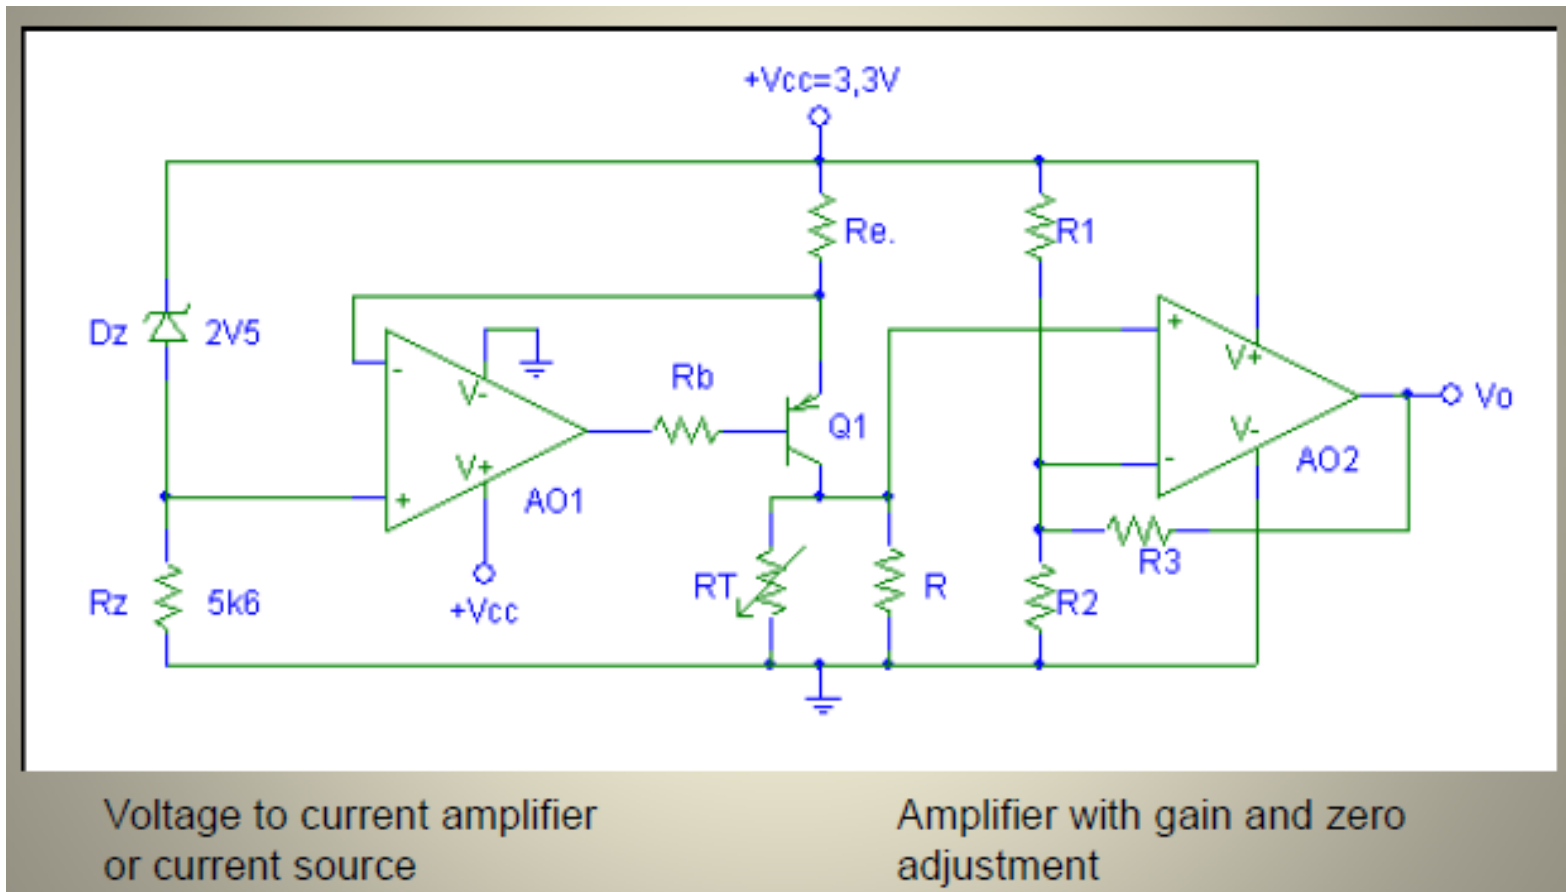 +Vcc=3,3V
Re.
R1
Dz
2V5
-
V-
Rb
Q1
+
V+
V-
-
Vo
AO2
V+
+
AO1
R3
RT
R
R2
Rz
5k6
+Vcc
Voltage to current amplifier
or current source
Amplifier with gain and zero
adjustment